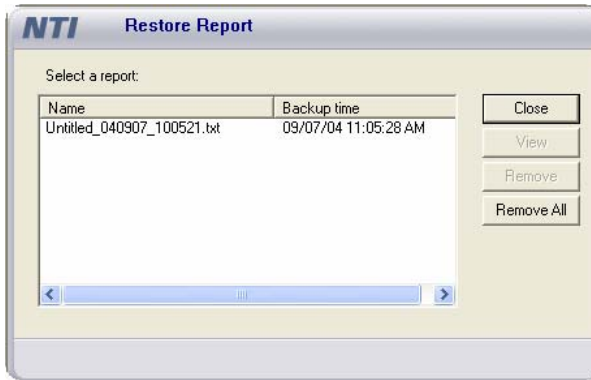 NTI Restore Report
Select a report:
Name Backup time
Untitled_040907_100521.txt 09/07/04 11:05:28 AM
Close
View
Remove
Remove All